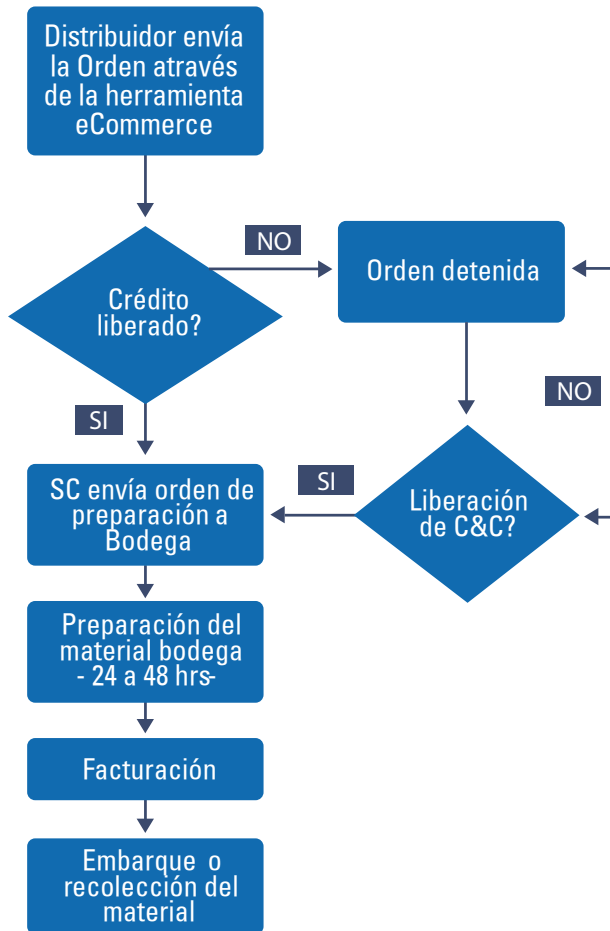 Distribuidor envía
la Orden através
de la herramienta
eCommerce
NO
Orden detenida
Crédito
liberado?
NO
SI
SC envía orden de
preparación a
Bodega
SI
Liberación
de C&C?
Preparación del
material bodega
- 24 a 48 hrs-
Facturación
Embarque o
recolección del
material